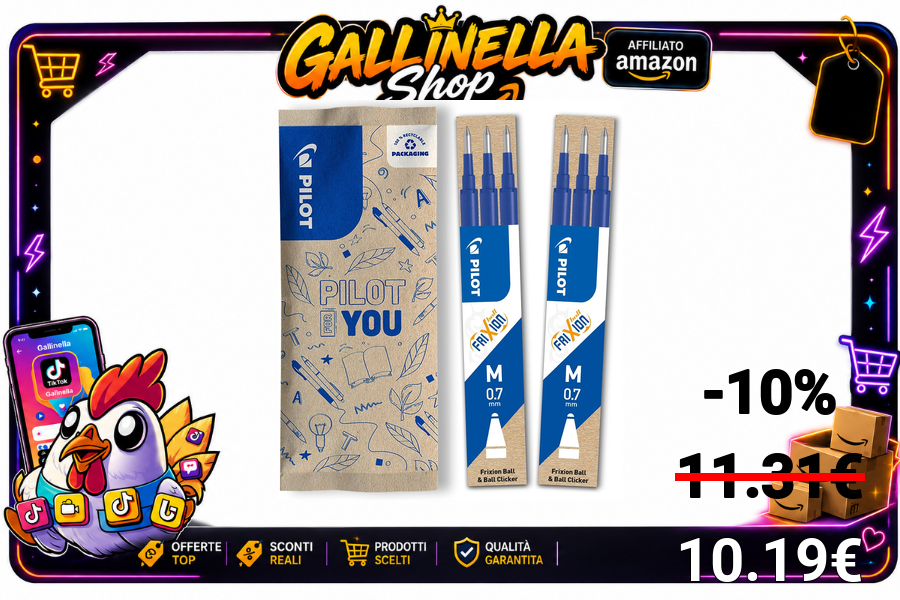 GALLINELLA
Shop
AFFILIATO
amazon
100% RECYCLABLE
PACKAGING
PILOT
PILOT
FOR YOU
PILOT
FRIXION ball
M
0.7
mm
Frixion Ball
& Ball Clicker
PILOT
FRIXION ball
M
0.7
mm
Frixion Ball
& Ball Clicker
Gallinella
TikTok
Gallinella
-10%
11.31€
10.19€
OFFERTE
TOP
SCONTI
REALI
PRODOTTI
SCELTI
QUALITÀ
GARANTITA